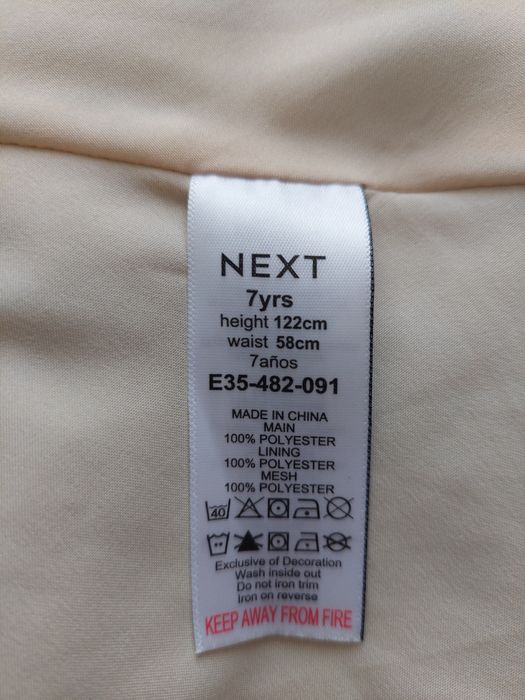 NEXT
7yrs
height 122cm
waist 58cm
7años
E35-482-091
MADE IN CHINA
MAIN
100% POLYESTER
LINING
100% POLYESTER
MESH
100% POLYESTER
40
Exclusive of Decoration
Wash inside out
Do not iron trim
Iron on reverse
KEEP AWAY FROM FIRE